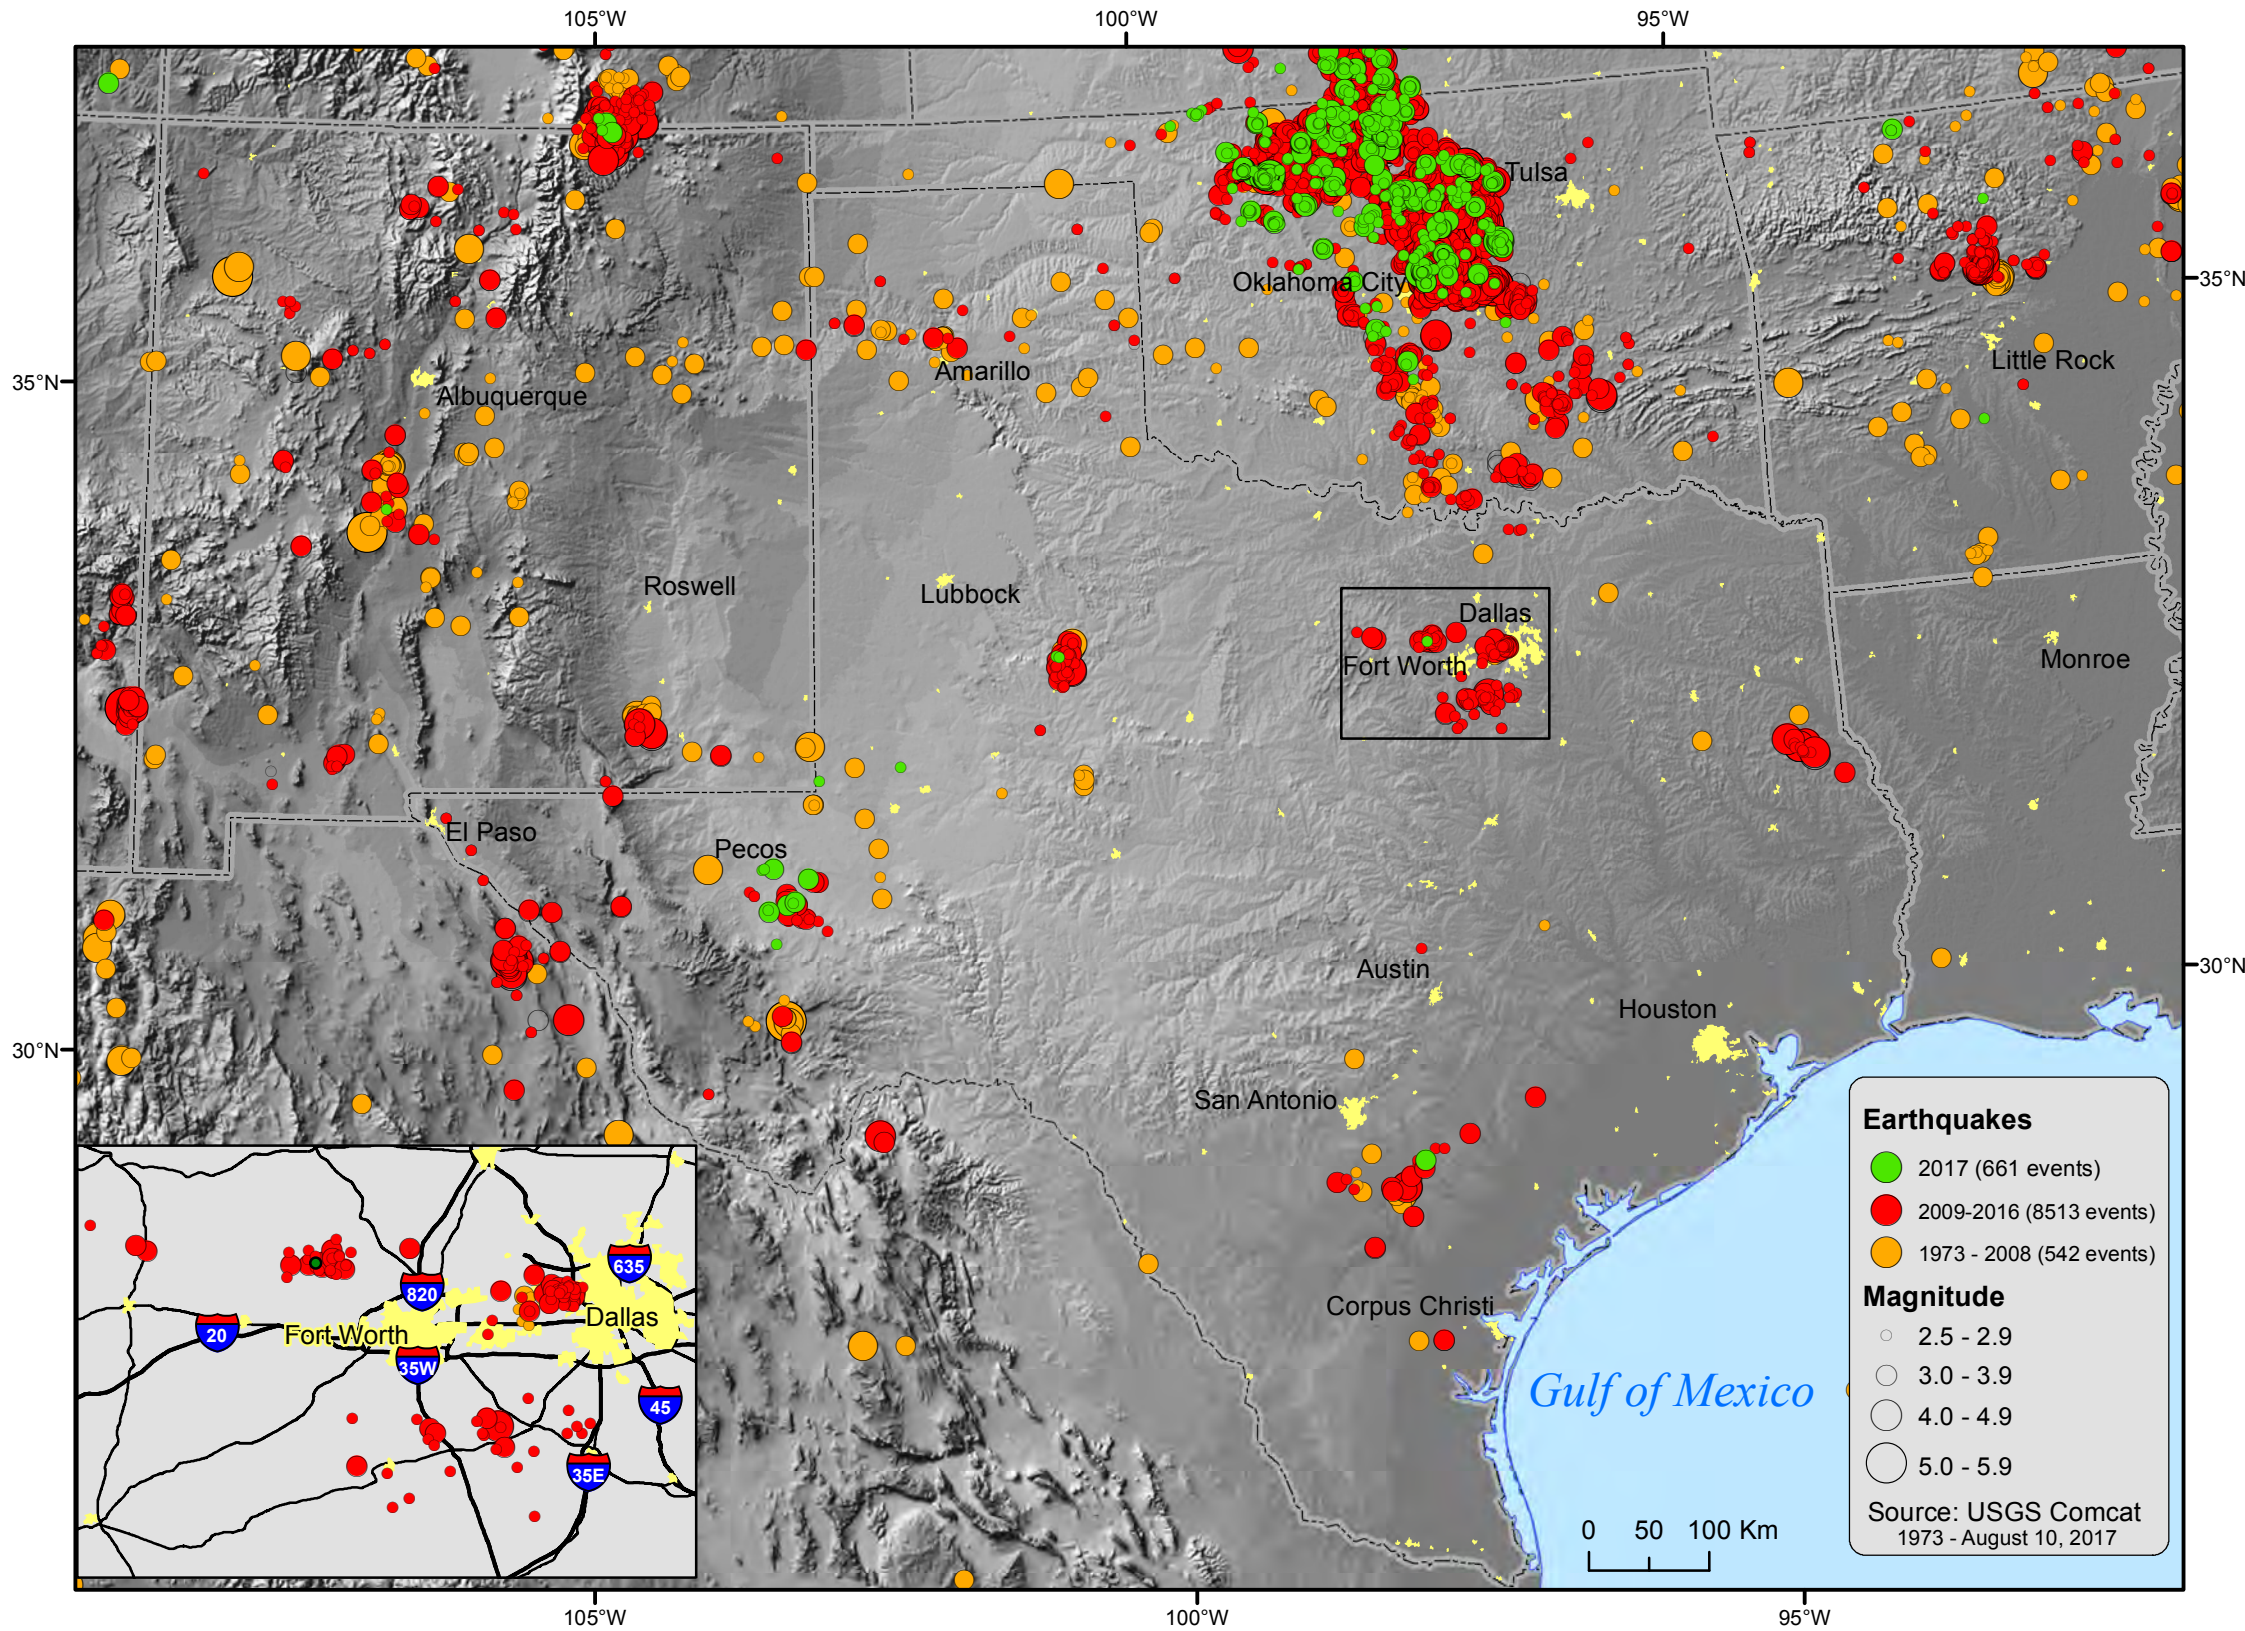 105°W
100°W
95°W
Tulsa
Oklahoma City
35°N
Little Rock
Amarillo
35°N
Albuquerque
Roswell
Lubbock
Dallas
Fort Worth
Monroe
El Paso
Pecos
30°N
Austin
Houston
30°N
San Antonio
Corpus Christi
Gulf of Mexico
Earthquakes
2017 (661 events)
2009-2016 (8513 events)
1973 - 2008 (542 events)
Magnitude
2.5 - 2.9
3.0 - 3.9
4.0 - 4.9
5.0 - 5.9
Source: USGS Comcat
1973 - August 10, 2017
0 50 100 Km
635
820
20
Fort Worth
Dallas
35W
45
35E
105°W
100°W
95°W